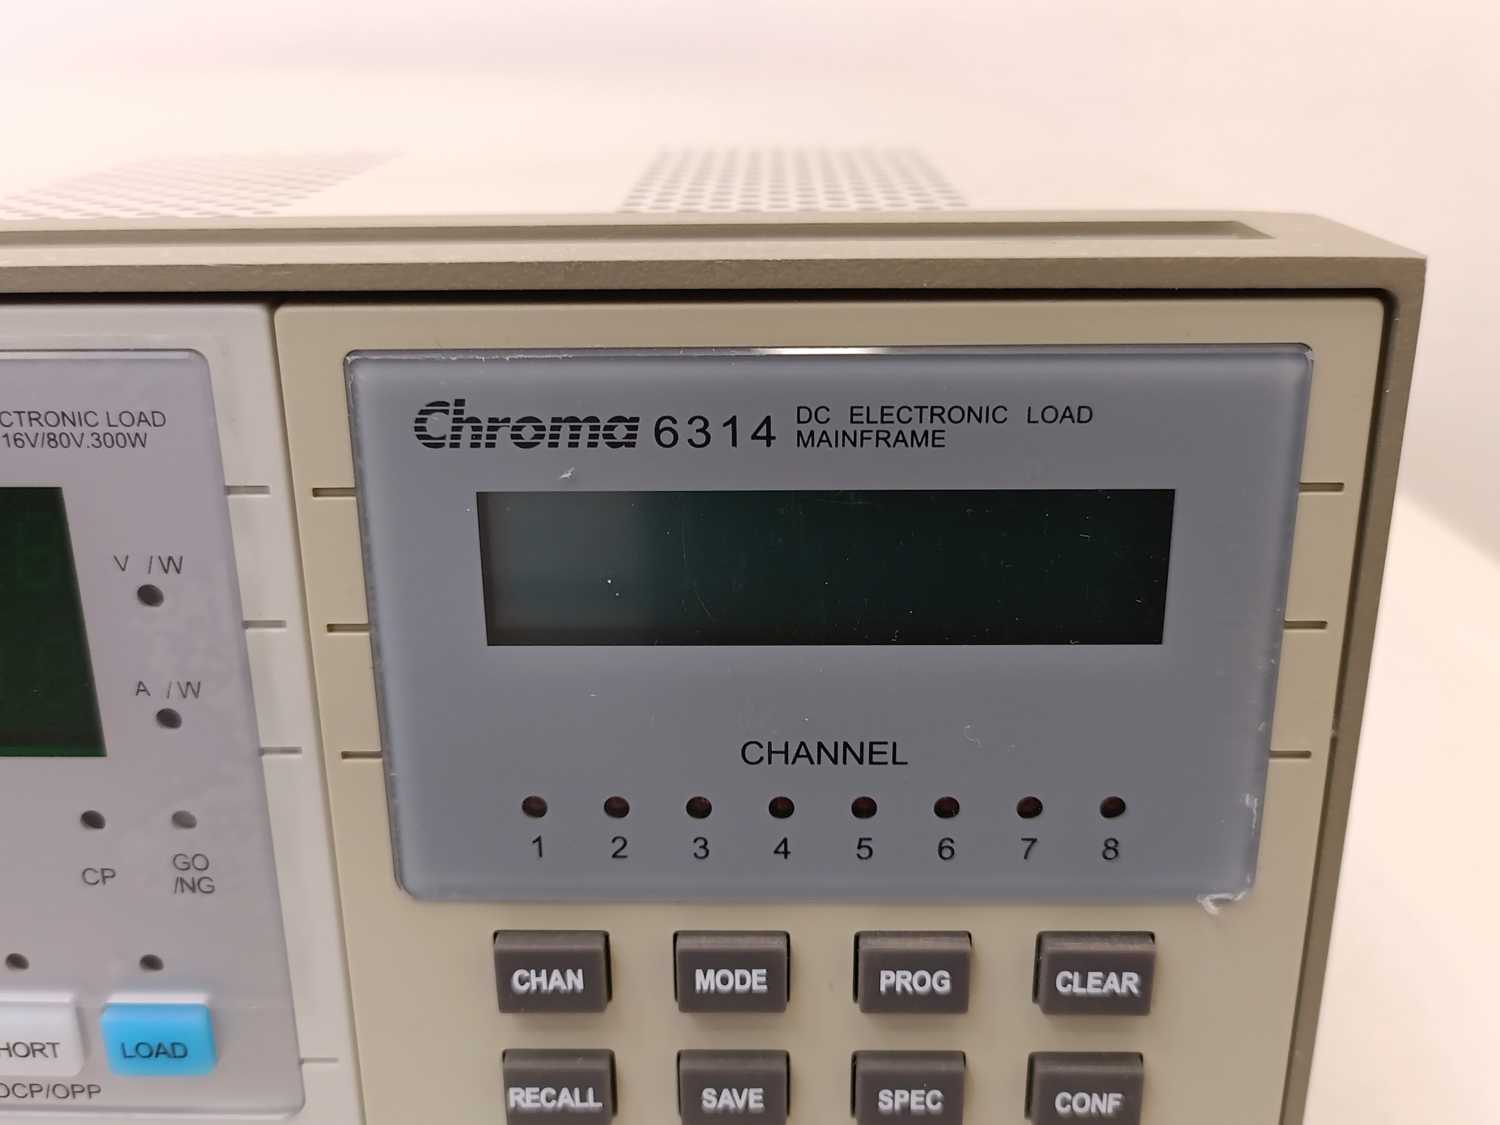 CTRONIC LOAD
16V/80V.300W
V /W
A /W
CP
GO
/NG
HORT
LOAD
OCP/OPP
Chroma 6314 DC ELECTRONIC LOAD
MAINFRAME
CHANNEL
1 2 3 4 5 6 7 8
CHAN MODE PROG CLEAR
RECALL SAVE SPEC CONF